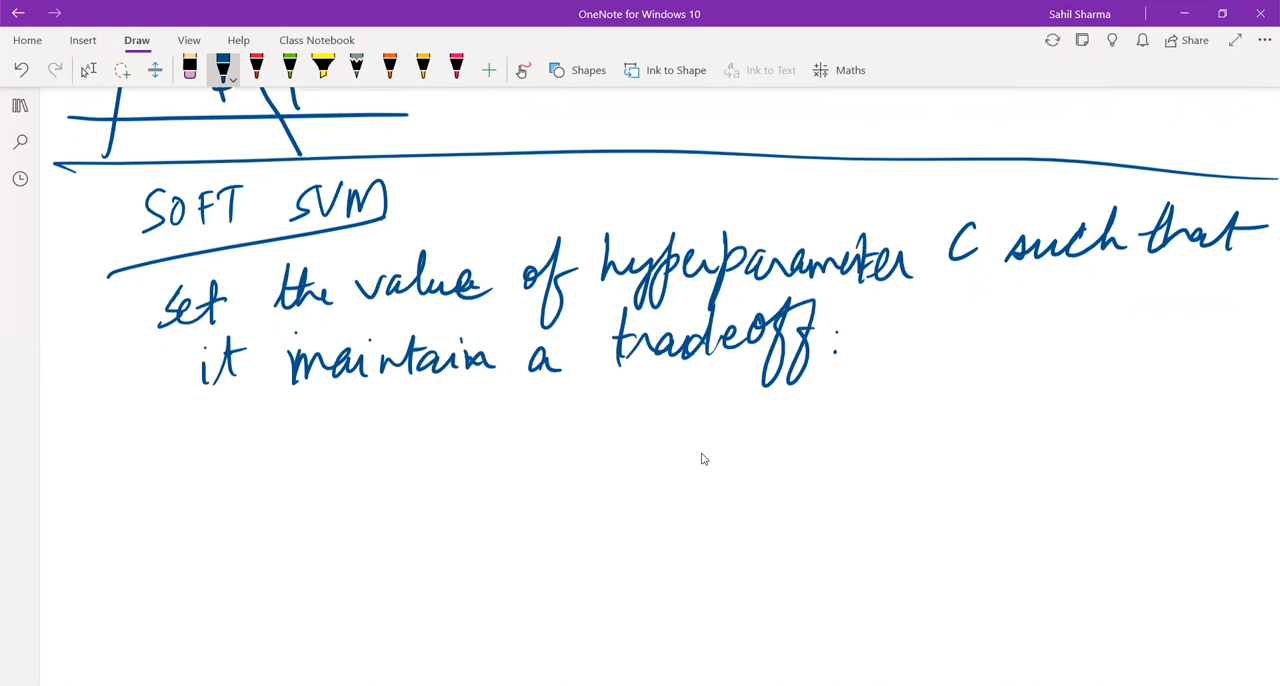 OneNote for Windows 10
Sahil Sharma
Home Insert Draw View Help Class Notebook
Share
Shapes Ink to Shape Ink to Text Maths
SOFT SVM
set the value of hyperparameter C such that
it maintain a tradeoff: